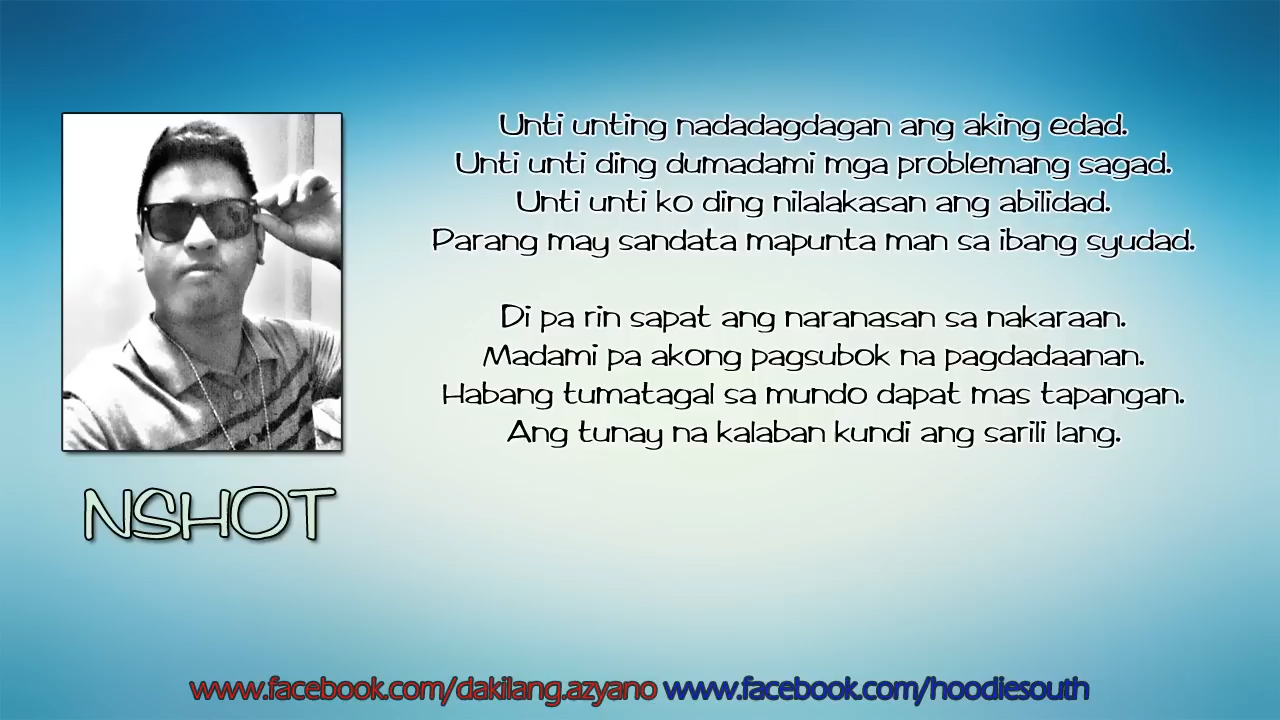 Unti unting nadadagdagan ang aking edad.
Unti unti ding dumadami mga problemang sagad.
Unti unti ko ding nilalakasan ang abilidad.
Parang may sandata mapunta man sa ibang syudad.
Di pa rin sapat ang naranasan sa nakaraan.
Madami pa akong pagsubok na pagdadaanan.
Habang tumatagal sa mundo dapat mas tapangan.
Ang tunay na kalaban kundi ang sarili lang.
NSHOT
www.facebook.com/dakilang.azyano www.facebook.com/hoodiesouth